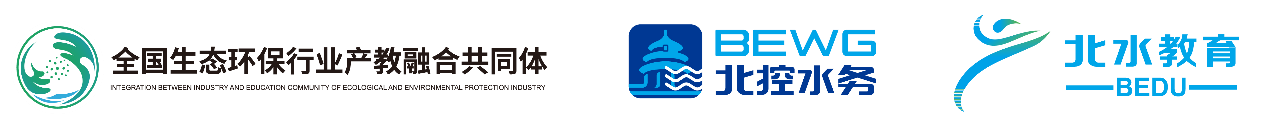 全国生态环保行业产教融合共同体
INTEGRATION BETWEEN INDUSTRY AND EDUCATION COMMUNITY OF ECOLOGICAL AND ENVIRONMENTAL PROTECTION INDUSTRY
BEWG
北控水务
北水教育
BEDU